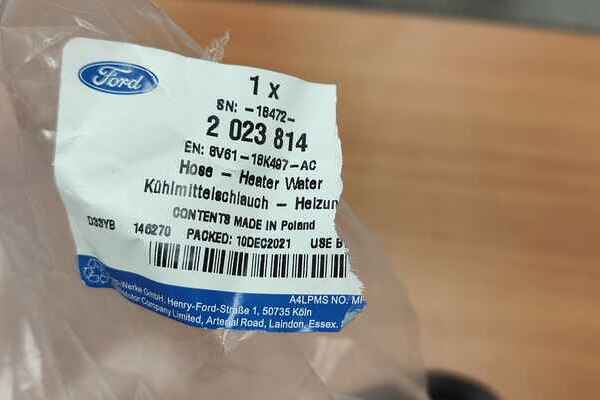 Ford
1 x
SN: -18472-
2 023 814
EN: 8V61-18K497-AC
Hose - Heater Water
Kühlmittelschlauch - Heizun
CONTENTS MADE IN Poland
D33YB 146270 PACKED: 10DEC2021 USE B
A4LPMS NO. MF
-Werke GmbH, Henry-Ford-Straße 1, 50735 Köln
Motor Company Limited, Arterial Road, Laindon, Essex.